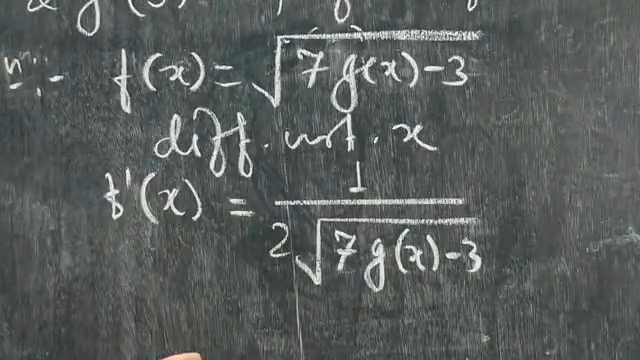 f(x) = √(7g(x)-3)
diff. wrt. x
f'(x) = 1/(2√(7g(x)-3))